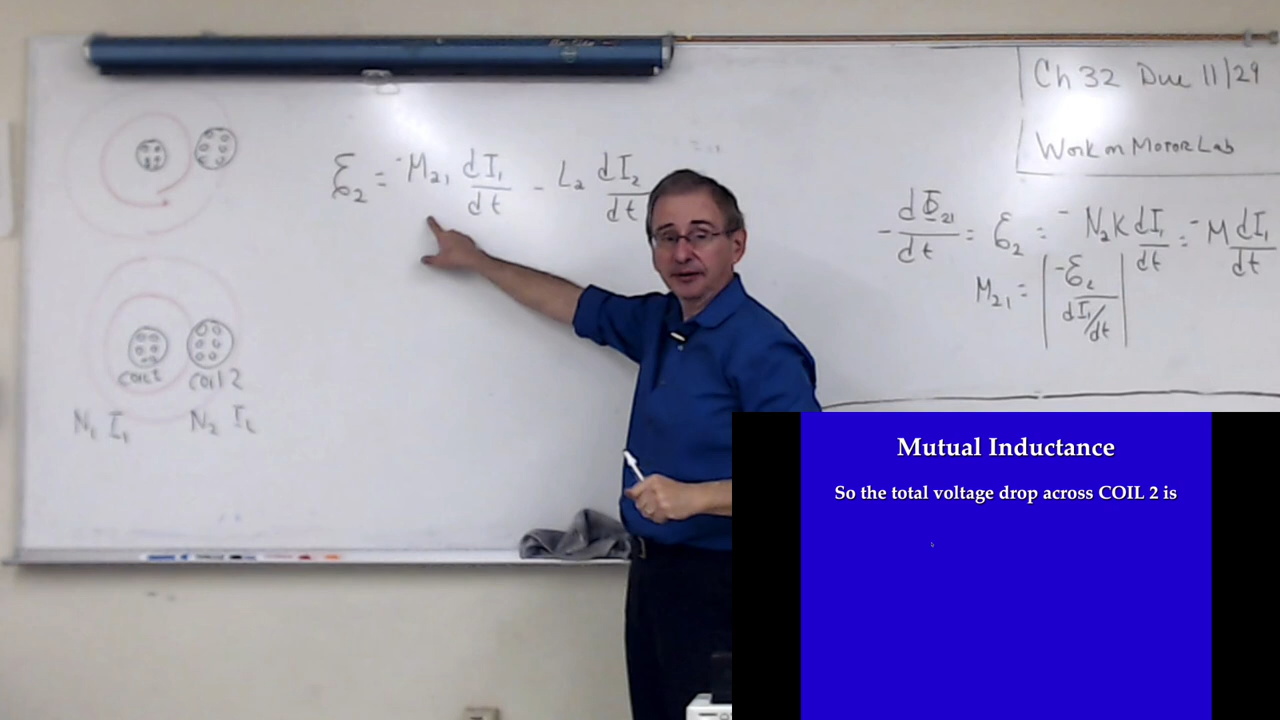 Ch 32 Due 11/29
Work on Motor Lab
ℰ₂ = -M₂₁ dI₁/dt - L₂ dI₂/dt
-dΦ₂₁/dt = ℰ₂ = -N₂K dI₁/dt = -M dI₁/dt
M₂₁ = |-ℰ₂/(dI₁/dt)|
COIL 2
N₁ I₁ N₂ I₂
Mutual Inductance
So the total voltage drop across COIL 2 is